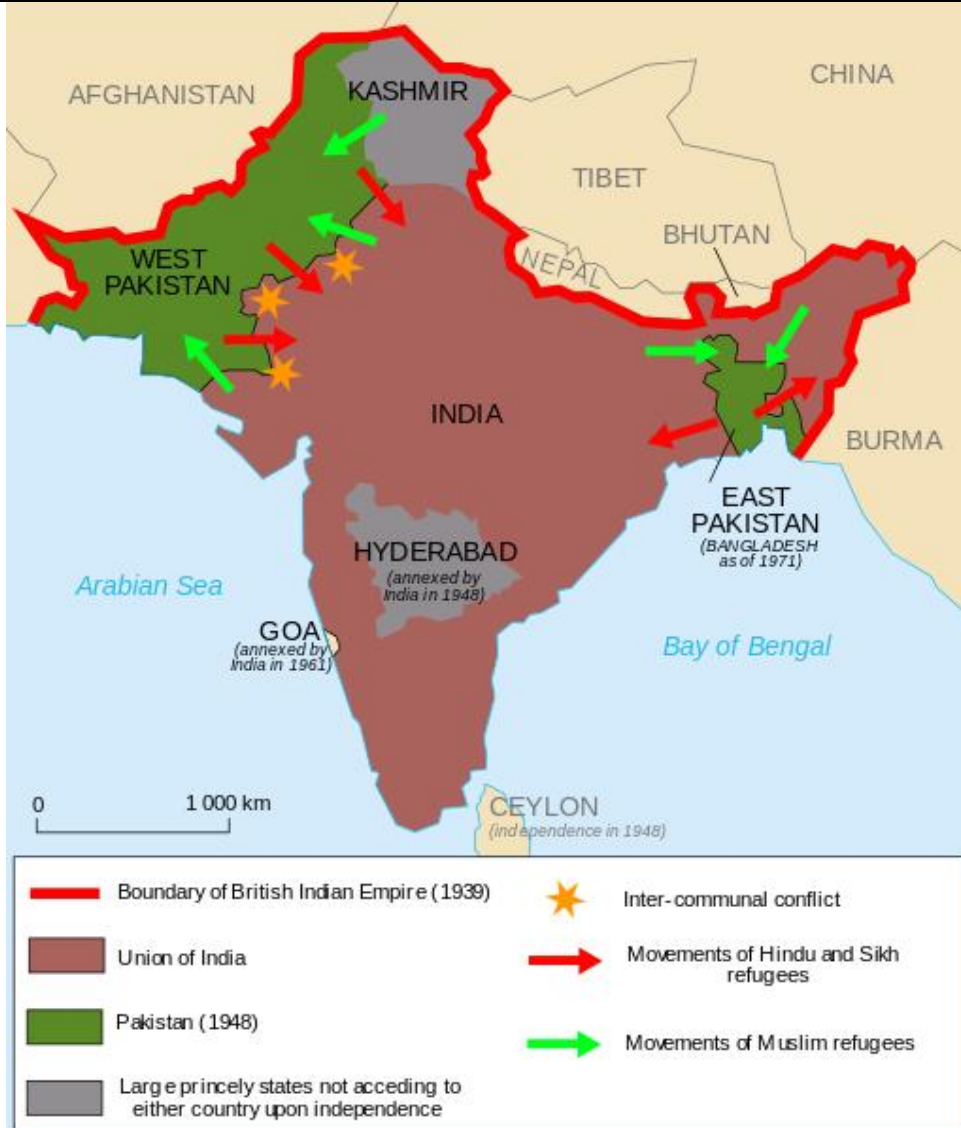 AFGHANISTAN
KASHMIR
CHINA
TIBET
BHUTAN
NEPAL
WEST
PAKISTAN
INDIA
BURMA
EAST
PAKISTAN
(BANGLADESH
as of 1971)
HYDERABAD
(annexed by
India in 1948)
Arabian Sea
GOA
(annexed by
India in 1961)
Bay of Bengal
0 1 000 km
CEYLON
(independence in 1948)
Boundary of British Indian Empire (1939)
Union of India
Pakistan (1948)
Large princely states not acceding to
either country upon independence
Inter-communal conflict
Movements of Hindu and Sikh
refugees
Movements of Muslim refugees